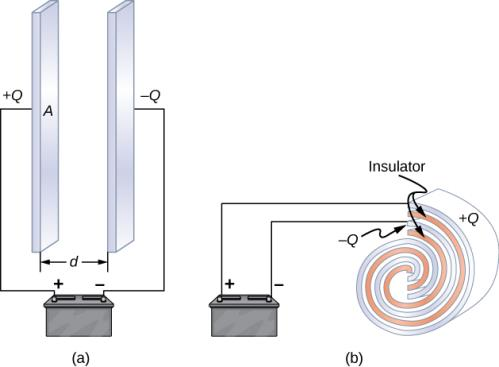 +Q
A
–Q
d
+
–
(a)
Insulator
+Q
–Q
+
–
(b)